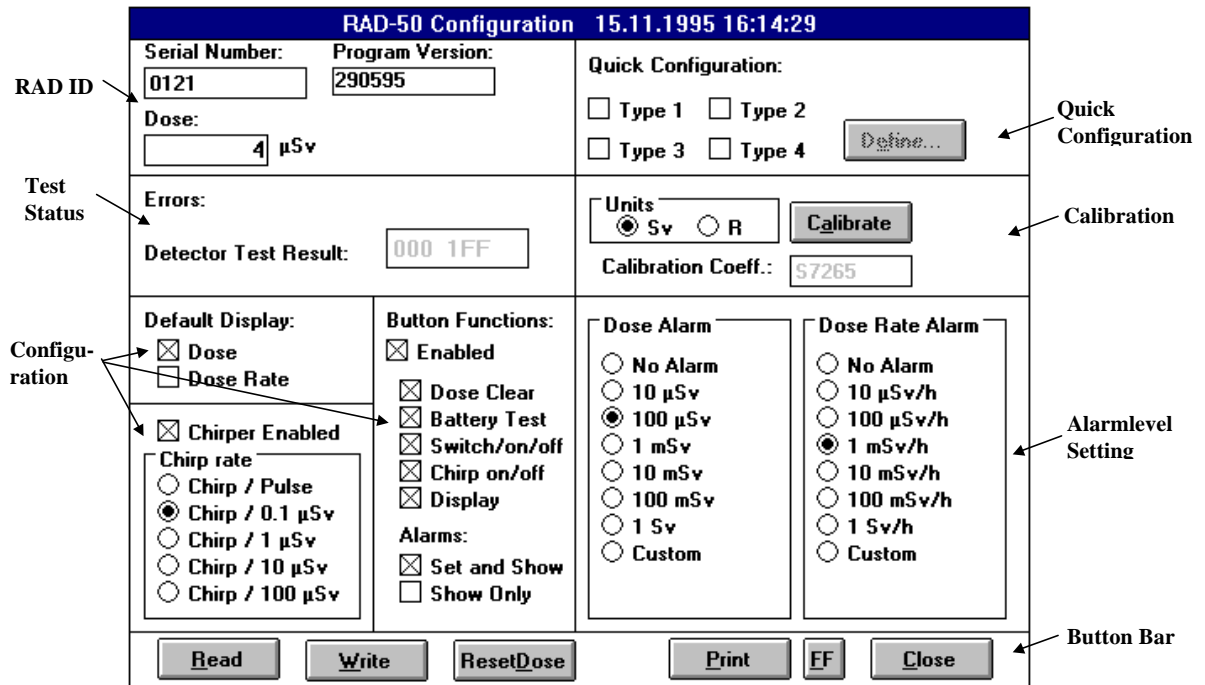 RAD-50 Configuration 15.11.1995 16:14:29
RAD ID
Serial Number:
Program Version:
0121
290595
Dose:
4 µSv
Quick Configuration:
Type 1
Type 2
Type 3
Type 4
Define...
Quick
Configuration
Test
Status
Errors:
Detector Test Result:
000 1FF
Units
Sv
R
Calibrate
Calibration Coeff.:
S7265
Calibration
Configu-
ration
Default Display:
Dose
Dose Rate
Chirper Enabled
Chirp rate
Chirp / Pulse
Chirp / 0.1 µSv
Chirp / 1 µSv
Chirp / 10 µSv
Chirp / 100 µSv
Button Functions:
Enabled
Dose Clear
Battery Test
Switch/on/off
Chirp on/off
Display
Alarms:
Set and Show
Show Only
Dose Alarm
No Alarm
10 µSv
100 µSv
1 mSv
10 mSv
100 mSv
1 Sv
Custom
Dose Rate Alarm
No Alarm
10 µSv/h
100 µSv/h
1 mSv/h
10 mSv/h
100 mSv/h
1 Sv/h
Custom
Alarmlevel
Setting
Read
Write
ResetDose
Print
FF
Close
Button Bar